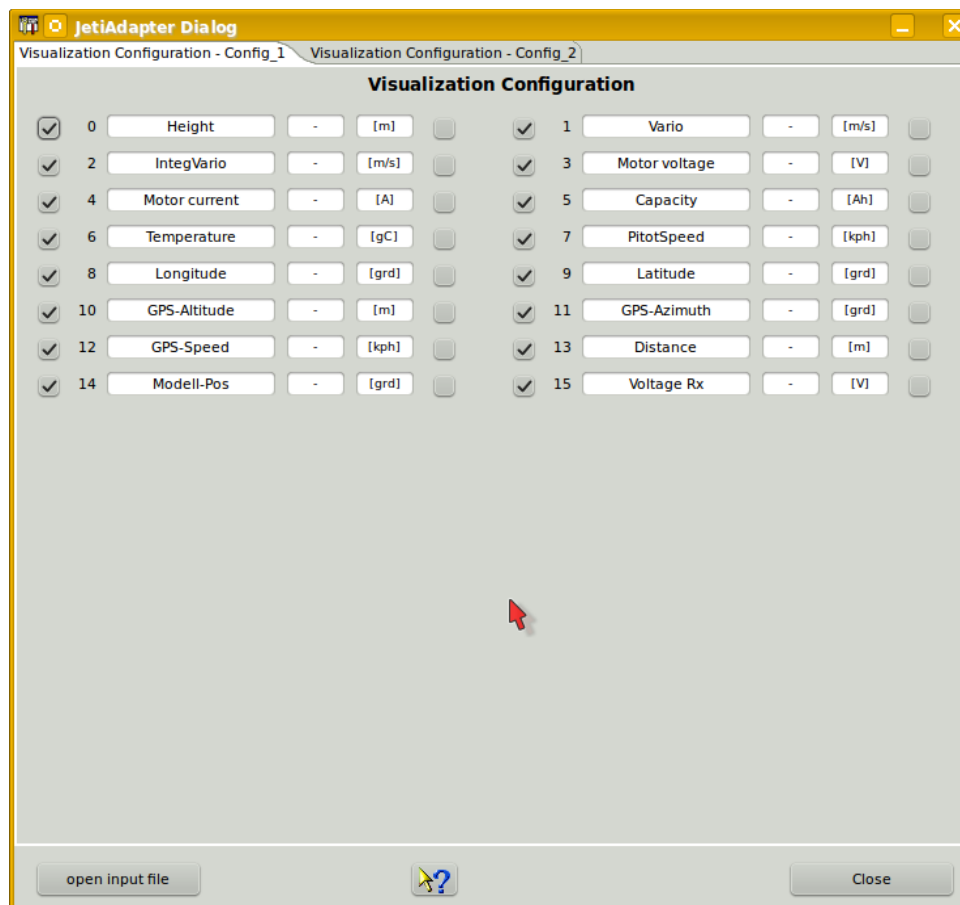 JetiAdapter Dialog
Visualization Configuration - Config_1 Visualization Configuration - Config_2
Visualization Configuration
0 Height - [m] 1 Vario - [m/s]
2 IntegVario - [m/s] 3 Motor voltage - [V]
4 Motor current - [A] 5 Capacity - [Ah]
6 Temperature - [gC] 7 PitotSpeed - [kph]
8 Longitude - [grd] 9 Latitude - [grd]
10 GPS-Altitude - [m] 11 GPS-Azimuth - [grd]
12 GPS-Speed - [kph] 13 Distance - [m]
14 Modell-Pos - [grd] 15 Voltage Rx - [V]
open input file ? Close